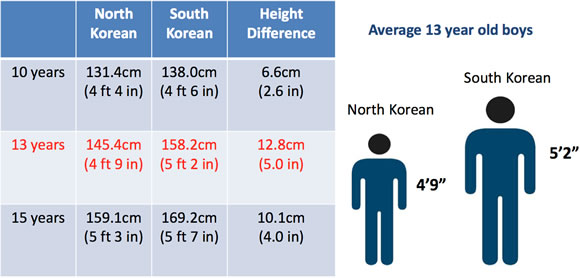 North Korean South Korean Height Difference
10 years 131.4cm (4 ft 4 in) 138.0cm (4 ft 6 in) 6.6cm (2.6 in)
13 years 145.4cm (4 ft 9 in) 158.2cm (5 ft 2 in) 12.8cm (5.0 in)
15 years 159.1cm (5 ft 3 in) 169.2cm (5 ft 7 in) 10.1cm (4.0 in)
Average 13 year old boys
South Korean
North Korean
5’2”
4’9”